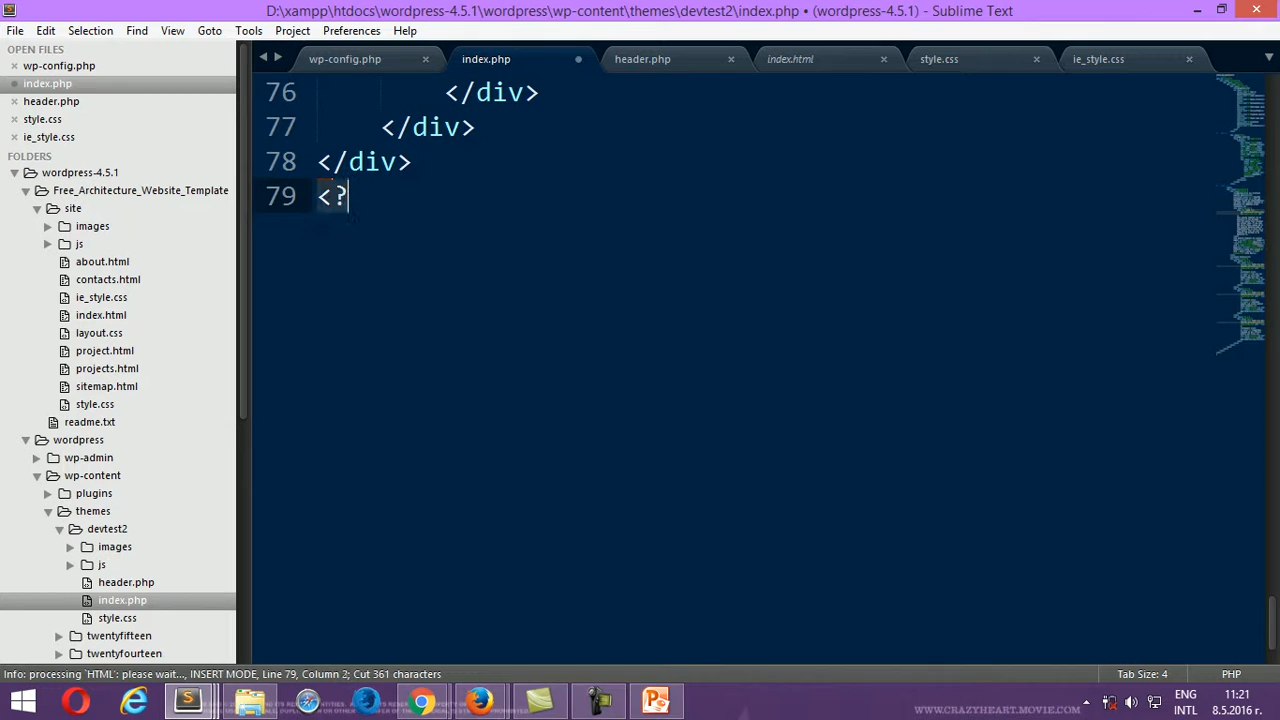 D:\xampp\htdocs\wordpress-4.5.1\wordpress\wp-content\themes\devtest2\index.php • (wordpress-4.5.1) - Sublime Text
File Edit Selection Find View Goto Tools Project Preferences Help
OPEN FILES
wp-config.php
index.php
header.php
style.css
ie_style.css
FOLDERS
wordpress-4.5.1
Free_Architecture_Website_Template
site
images
js
about.html
contacts.html
ie_style.css
index.html
layout.css
project.html
projects.html
sitemap.html
style.css
readme.txt
wordpress
wp-admin
wp-content
plugins
themes
devtest2
images
js
header.php
index.php
style.css
twentyfifteen
twentyfourteen
wp-config.php index.php header.php index.html style.css ie_style.css
76 </div>
77 </div>
78 </div>
79 <?
Info: processing 'HTML': please wait..., INSERT MODE, Line 79, Column 2; Cut 361 characters Tab Size: 4 PHP
WWW.CRAZYHEART.MOVIE.COM
ENG 11:21
INTL 8.5.2016 г.